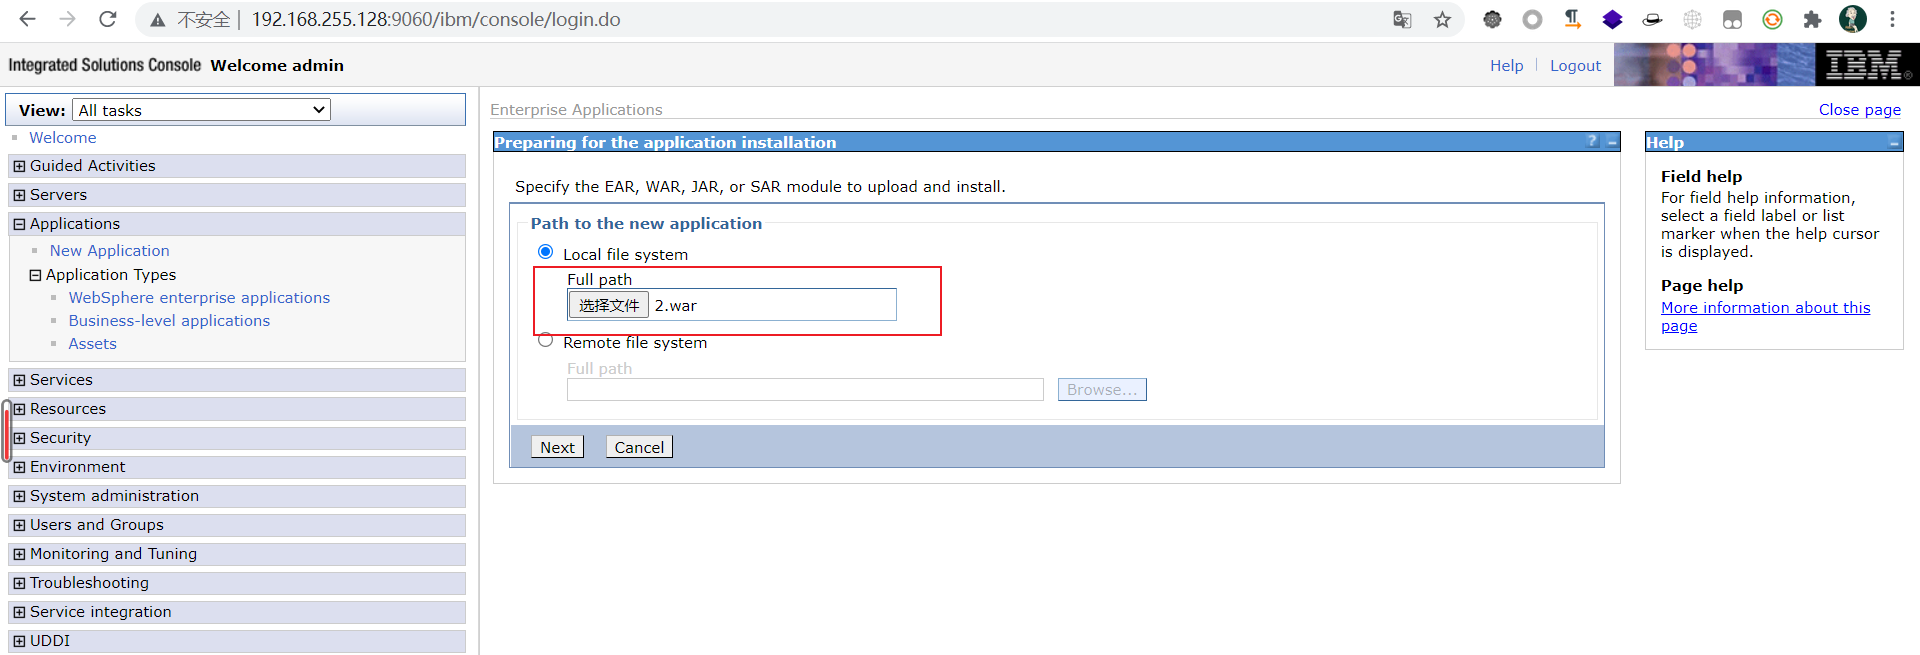 不安全 | 192.168.255.128:9060/ibm/console/login.do
Integrated Solutions Console Welcome admin
Help | Logout
IBM®
View: All tasks
Welcome
Guided Activities
Servers
Applications
New Application
Application Types
WebSphere enterprise applications
Business-level applications
Assets
Services
Resources
Security
Environment
System administration
Users and Groups
Monitoring and Tuning
Troubleshooting
Service integration
UDDI
Enterprise Applications
Close page
Preparing for the application installation
?
Specify the EAR, WAR, JAR, or SAR module to upload and install.
Path to the new application
Local file system
Full path
选择文件 2.war
Remote file system
Full path
Browse...
Next Cancel
Help
Field help
For field help information,
select a field label or list
marker when the help cursor
is displayed.
Page help
More information about this
page